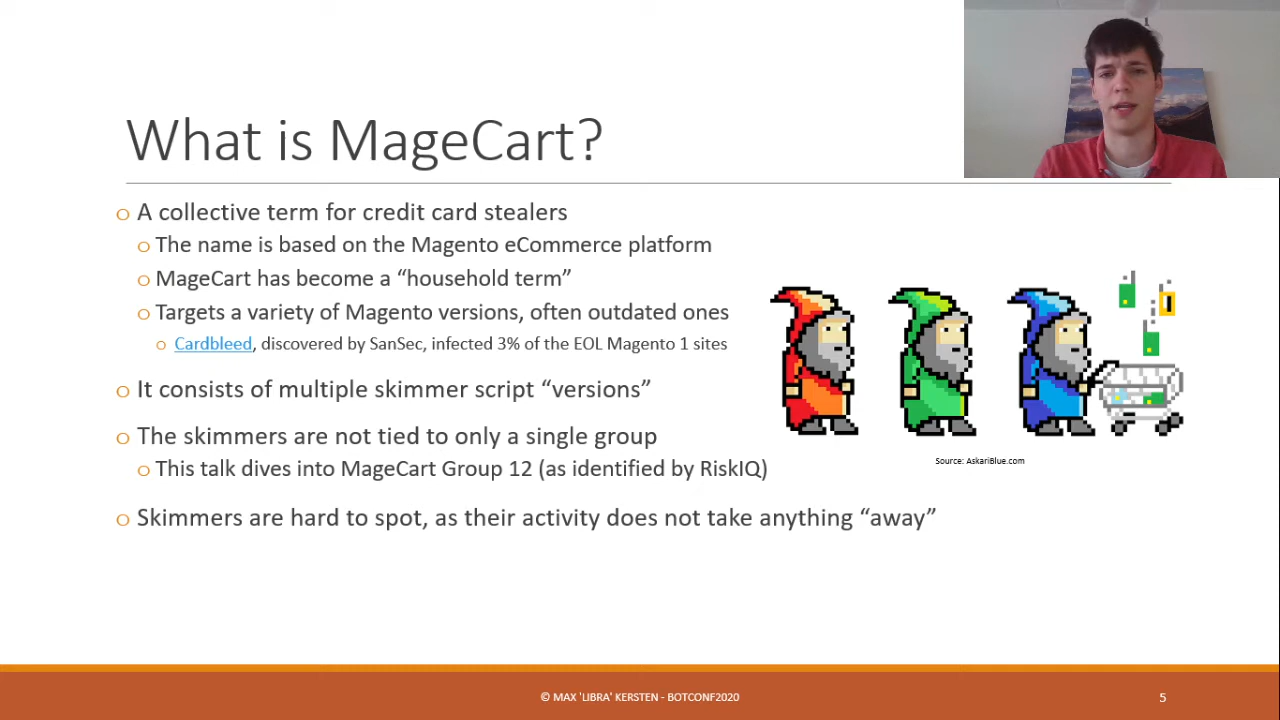 What is MageCart?
o A collective term for credit card stealers
o The name is based on the Magento eCommerce platform
o MageCart has become a “household term”
o Targets a variety of Magento versions, often outdated ones
o Cardbleed, discovered by SanSec, infected 3% of the EOL Magento 1 sites
o It consists of multiple skimmer script “versions”
o The skimmers are not tied to only a single group
o This talk dives into MageCart Group 12 (as identified by RiskIQ)
o Skimmers are hard to spot, as their activity does not take anything “away”
Source: AskariBlue.com
© MAX 'LIBRA' KERSTEN - BOTCONF2020
5